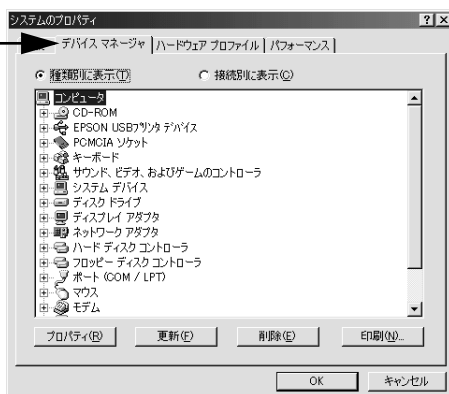 システムのプロパティ
デバイス マネージャ ハードウェア プロファイル パフォーマンス
種類別に表示(T) 接続別に表示(C)
コンピュータ
CD-ROM
EPSON USBプリンタ デバイス
PCMCIA ソケット
キーボード
サウンド、ビデオ、およびゲームのコントローラ
システム デバイス
ディスク ドライブ
ディスプレイ アダプタ
ネットワーク アダプタ
ハード ディスク コントローラ
フロッピー ディスク コントローラ
ポート (COM / LPT)
マウス
モデム
プロパティ(R) 更新(F) 削除(E) 印刷(N)...
OK キャンセル